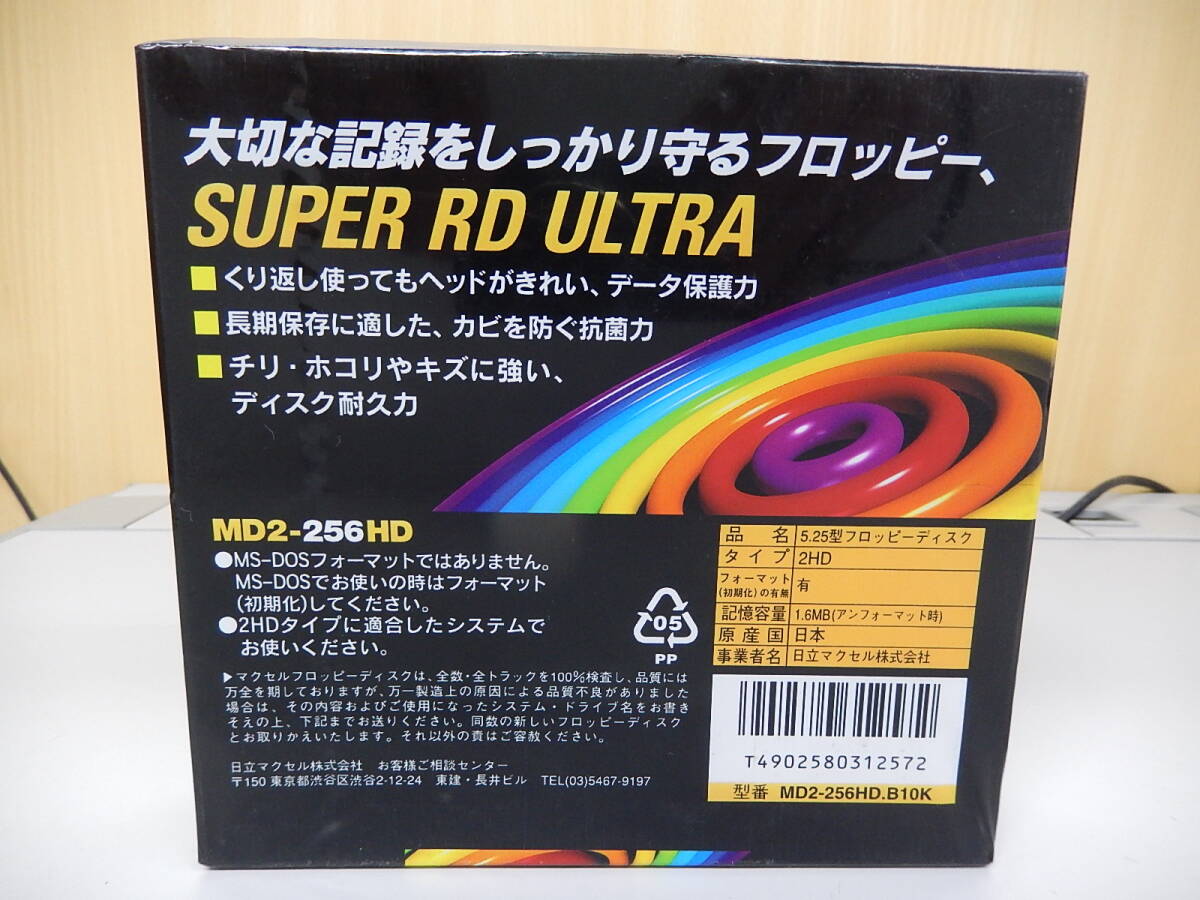 大切な記録をしっかり守るフロッピー、
SUPER RD ULTRA
くり返し使ってもヘッドがきれい、データ保護力
長期保存に適した、カビを防ぐ抗菌力
チリ・ホコリやキズに強い、
ディスク耐久力
MD2-256HD
●MS-DOSフォーマットではありません。
MS-DOSでお使いの時はフォーマット
(初期化)してください。
●2HDタイプに適合したシステムで
お使いください。
05
PP
品名 5.25型フロッピーディスク
タイプ 2HD
フォーマット(初期化)の有無 有
記憶容量 1.6MB(アンフォーマット時)
原産国 日本
事業者名 日立マクセル株式会社
▶マクセルフロッピーディスクは、全数・全トラックを100%検査し、品質には
万全を期しておりますが、万一製造上の原因による品質不良がありました
場合は、その内容およびご使用になったシステム・ドライブ名をお書き
そえの上、下記までお送りください。同数の新しいフロッピーディスク
とお取りかえいたします。それ以外の責はご容赦ください。
日立マクセル株式会社 お客様ご相談センター
〒150 東京都渋谷区渋谷2-12-24 東建・長井ビル TEL(03)5467-9197
T4902580312572
型番 MD2-256HD.B10K